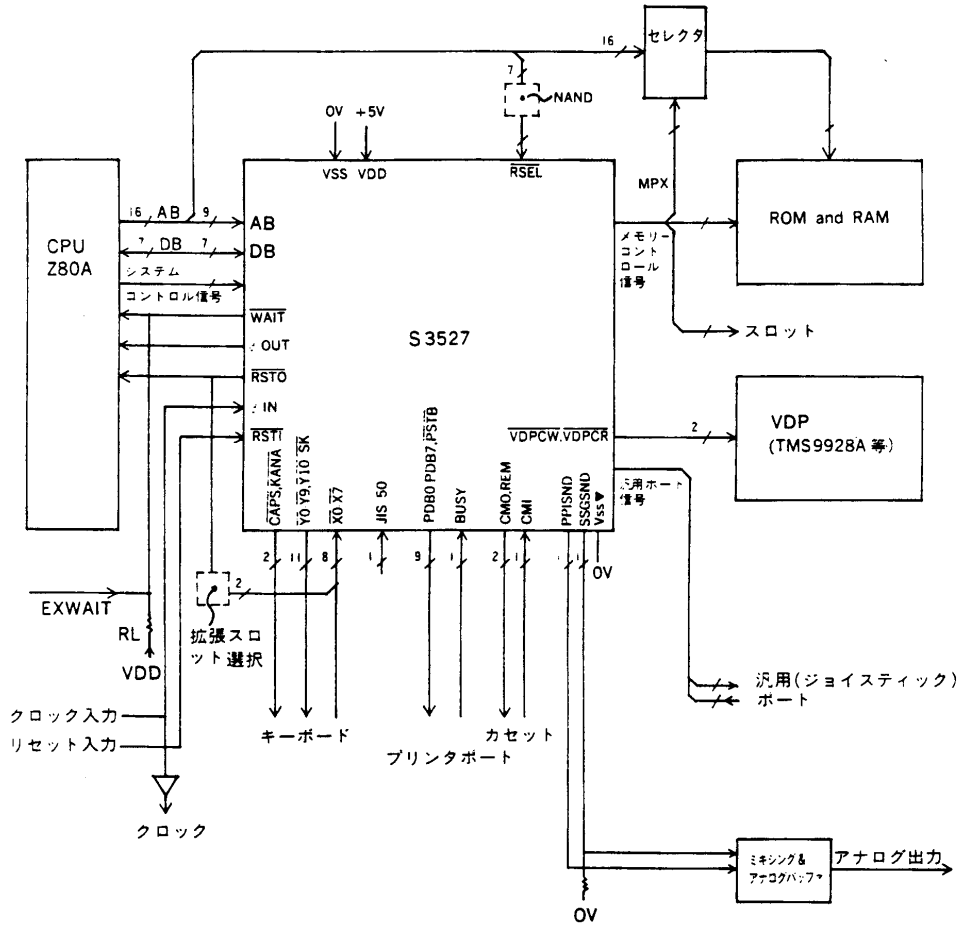 16
セレクタ
7
NAND
0V +5V
VSS VDD
RSEL
MPX
ROM and RAM
CPU
Z80A
16 AB 9
AB
7 DB 7
DB
システム
コントロール信号
WAIT
OUT
RSTO
IN
RSTI
S3527
メモリー
コント
ロール
信号
スロット
VDPCW,VDPCR
2
VDP
(TMS9928A 等)
汎用ポート
信号
CAPS,KANA
Y0 Y9,Y10 SK
X0 X7
JIS 50
PDB0 PDB7,PSTB
BUSY
CMO,REM
CMI
PPISND
SSGSND
Vss▼
2
11
8
1
9
1
2
1
1
1
0V
2
EXWAIT
RL
VDD
拡張スロ
ット選択
クロック入力
リセット入力
クロック
キーボード
プリンタポート
カセット
汎用(ジョイスティック)
ポート
ミキシング&
アナログバッファ
アナログ出力
0V